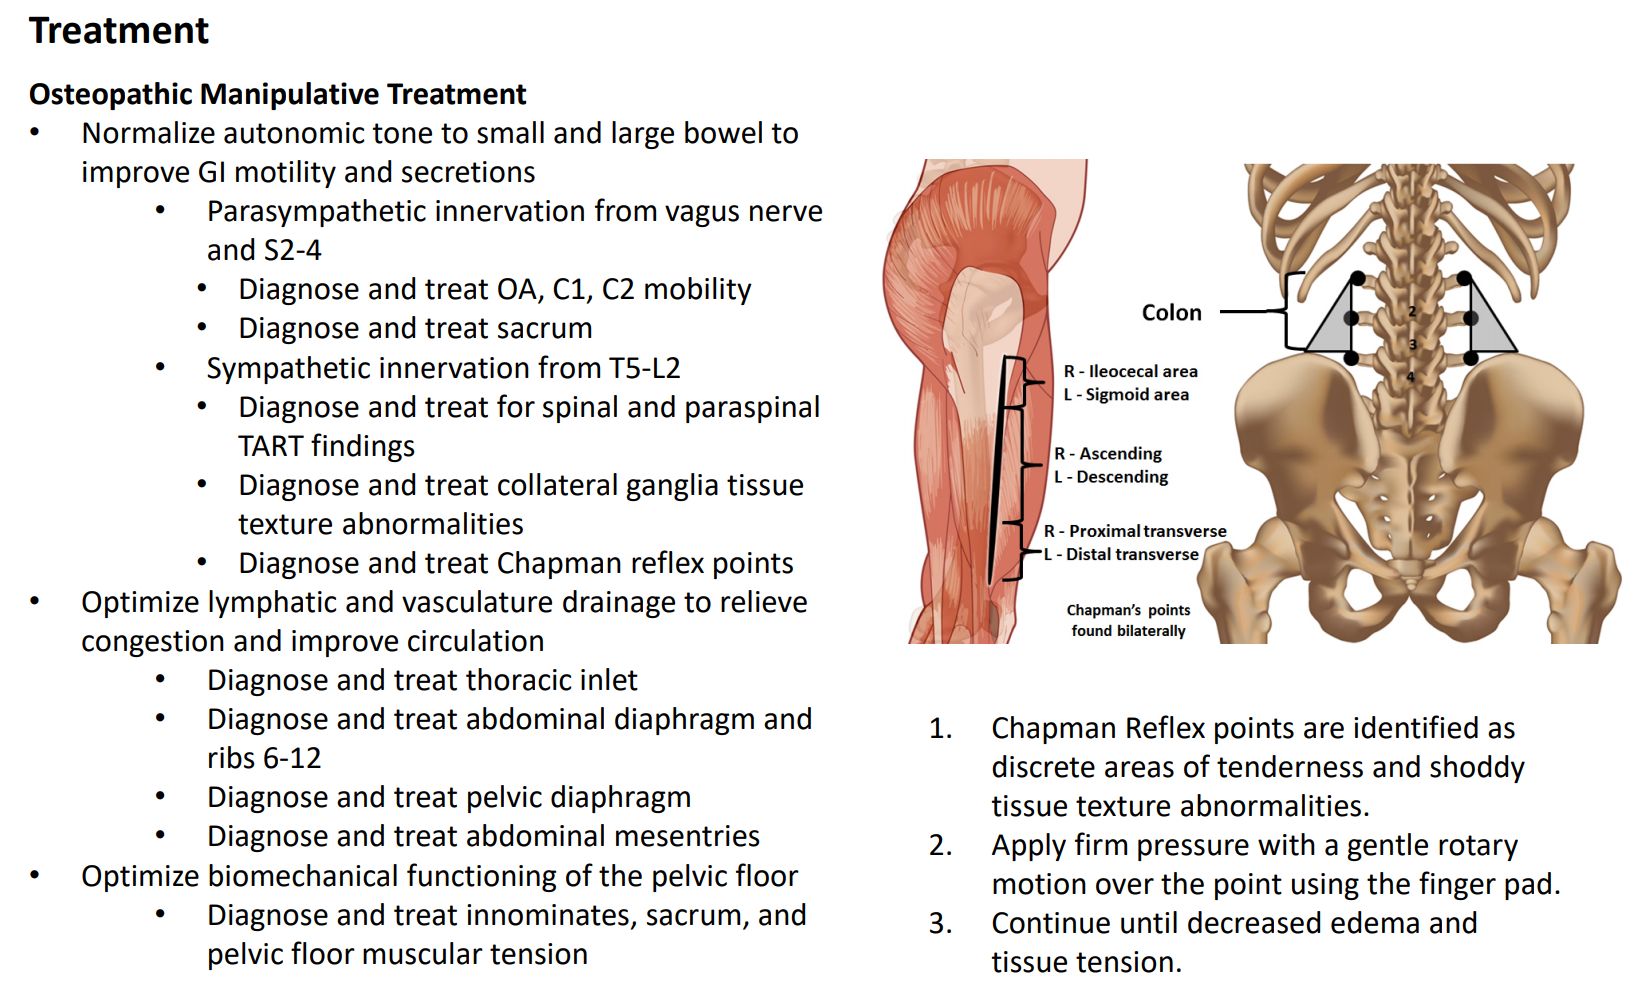 Treatment
Osteopathic Manipulative Treatment
• Normalize autonomic tone to small and large bowel to
improve GI motility and secretions
• Parasympathetic innervation from vagus nerve
and S2-4
• Diagnose and treat OA, C1, C2 mobility
• Diagnose and treat sacrum
• Sympathetic innervation from T5-L2
• Diagnose and treat for spinal and paraspinal
TART findings
• Diagnose and treat collateral ganglia tissue
texture abnormalities
• Diagnose and treat Chapman reflex points
• Optimize lymphatic and vasculature drainage to relieve
congestion and improve circulation
• Diagnose and treat thoracic inlet
• Diagnose and treat abdominal diaphragm and
ribs 6-12
• Diagnose and treat pelvic diaphragm
• Diagnose and treat abdominal mesentries
• Optimize biomechanical functioning of the pelvic floor
• Diagnose and treat innominates, sacrum, and
pelvic floor muscular tension
R - Ileocecal area
L - Sigmoid area
R - Ascending
L - Descending
R - Proximal transverse
L - Distal transverse
Chapman's points
found bilaterally
Colon
2
3
4
1. Chapman Reflex points are identified as
discrete areas of tenderness and shoddy
tissue texture abnormalities.
2. Apply firm pressure with a gentle rotary
motion over the point using the finger pad.
3. Continue until decreased edema and
tissue tension.